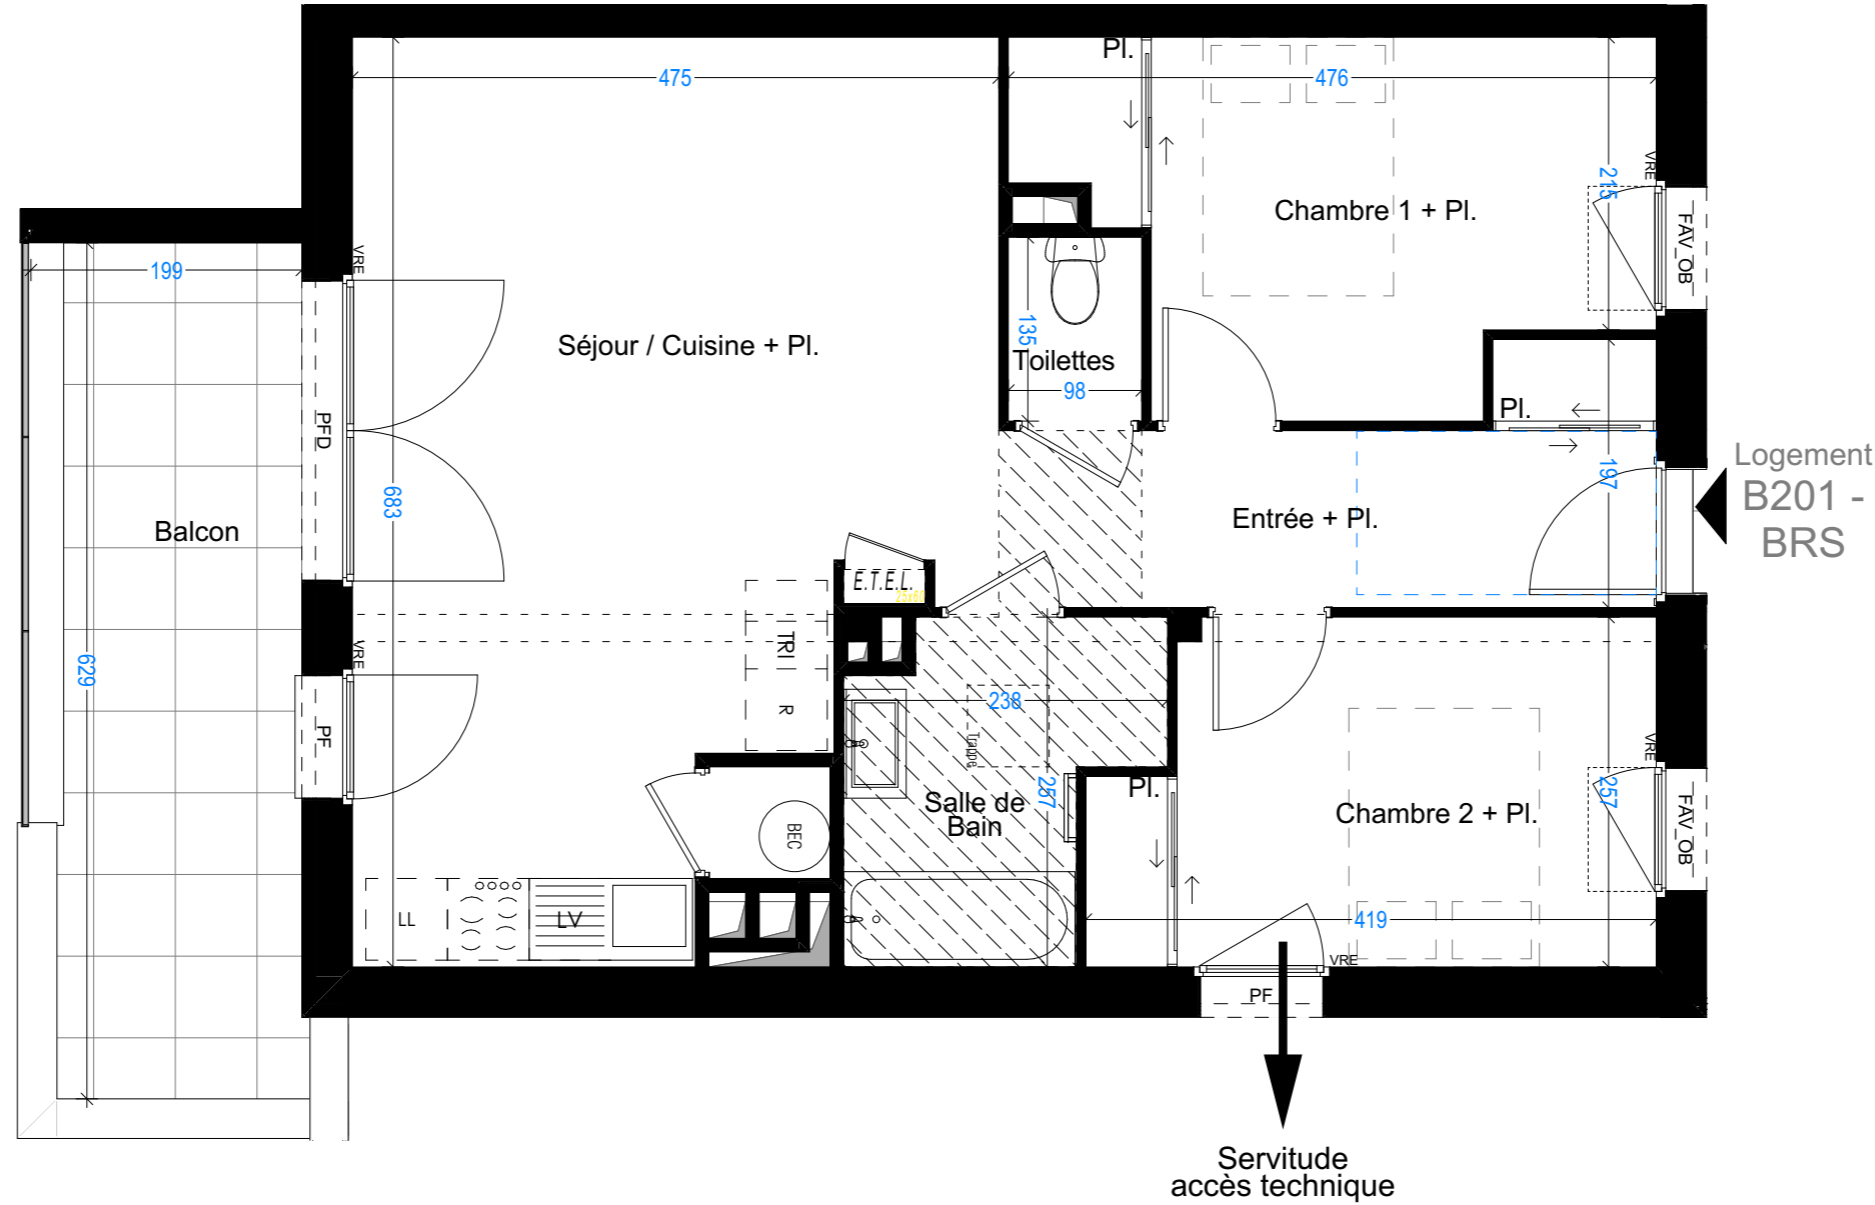 Pl.
475
476
VRE
215
Chambre 1 + Pl.
FAV_OB
199
VRE
135
Séjour / Cuisine + Pl.
Toilettes
98
Pl.
PFD
197
Logement
B201 -
BRS
683
Balcon
Entrée + Pl.
E.T.E.L.
25x60
TRI
VRE
629
R
238
Trappe
PF
VRE
257
Pl.
257
Salle de
Bain
Chambre 2 + Pl.
FAV_OB
BEC
LL
LV
419
VRE
PF
Servitude
accès technique